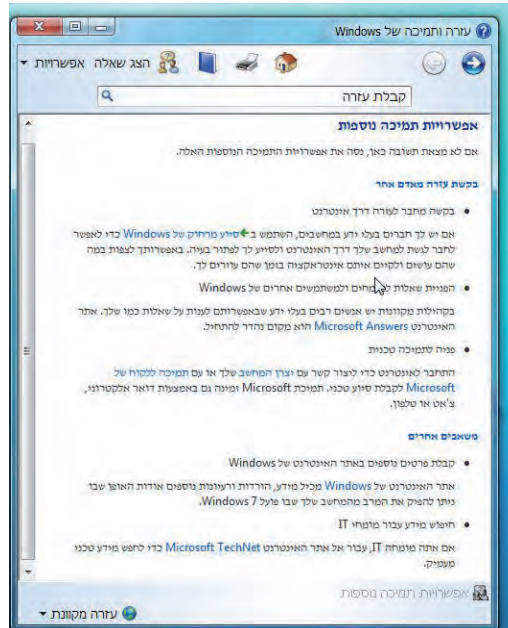 עזרה ותמיכה של Windows
הצג שאלה אפשרויות
קבלת עזרה
אפשרויות תמיכה נוספות
אם לא מצאת תשובה כאן, נסה את אפשרויות התמיכה הנוספות האלה.
בקשת עזרה מאדם אחר
• בקשה מחבר לעזרה דרך אינטרנט
אם יש לך חברים בעלי ידע במחשבים, השתמש ב סיוע מרחוק של Windows כדי לאפשר
לחבר לגשת למחשב שלך דרך האינטרנט ולסייע לך לפתור בעיה. באפשרותך לצפות במה
שהם עושים ולקיים איתם אינטראקציה בזמן שהם עוזרים לך.
• הפניית שאלות למומחים ולמשתמשים אחרים של Windows
בקהילות מקוונות יש אנשים רבים בעלי ידע שבאפשרותם לענות על שאלות כמו שלך. אתר
האינטרנט Microsoft Answers הוא מקום נהדר להתחיל.
• פניה לתמיכה טכנית
התחבר לאינטרנט כדי ליצור קשר עם יצרן המחשב שלך או עם תמיכה ללקוח של
Microsoft לקבלת סיוע טכני. תמיכת Microsoft זמינה גם באמצעות דואר אלקטרוני,
צ'אט או טלפון.
משאבים אחרים
• קבלת פרטים נוספים באתר האינטרנט של Windows
אתר האינטרנט של Windows מכיל מידע, הורדות ורעיונות נוספים אודות האופן שבו
ניתן להפיק את המרב מהמחשב שלך שבו פועל Windows 7.
• חיפוש מידע עבור מומחי IT
אם אתה מומחה IT, עבור אל אתר האינטרנט Microsoft TechNet כדי לחפש מידע טכני
מעמיק.
אפשרויות תמיכה נוספות
עזרה מקוונת